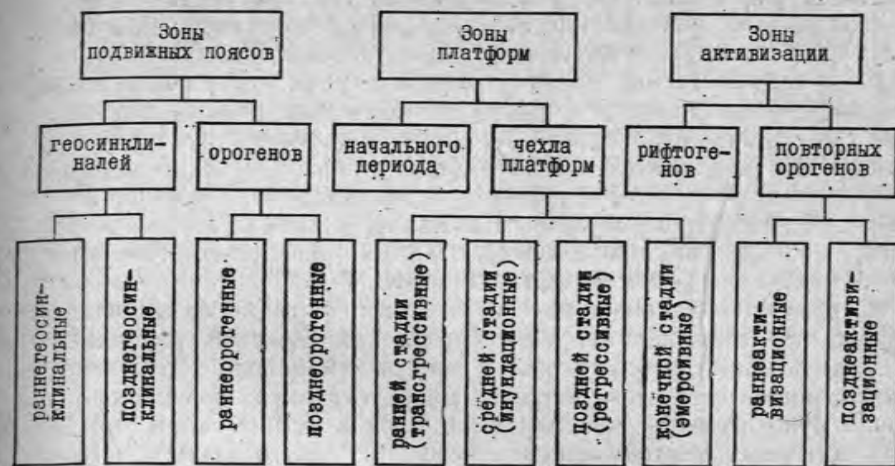 Зоны
подвижных поясов
Зоны
платформ
Зоны
активизации
геосинкли-
налей
орогенов
начального
периода
чехла
платформ
рифтоге-
нов
повторных
орогенов
раннегеосин-
клинальные
позднегеосин-
клинальные
раннеорогенные
позднеорогенные
ранней стадии
(трансгрессивные)
средней стадии
(инундационные)
поздней стадии
(регрессивные)
конечной стадии
(эмерсивные)
раннеакти-
визационные
позднеактиви-
зационные